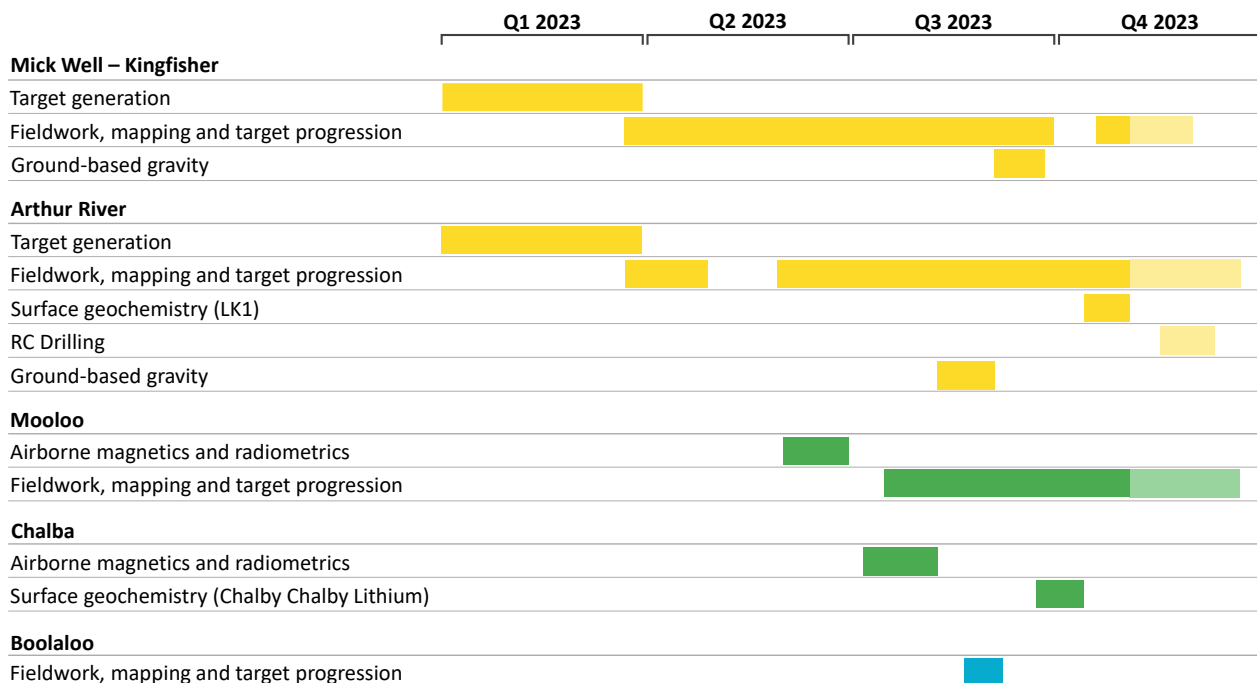 Q1 2023 Q2 2023 Q3 2023 Q4 2023
Mick Well – Kingfisher
Target generation
Fieldwork, mapping and target progression
Ground-based gravity
Arthur River
Target generation
Fieldwork, mapping and target progression
Surface geochemistry (LK1)
RC Drilling
Ground-based gravity
Mooloo
Airborne magnetics and radiometrics
Fieldwork, mapping and target progression
Chalba
Airborne magnetics and radiometrics
Surface geochemistry (Chalby Chalby Lithium)
Boolaloo
Fieldwork, mapping and target progression